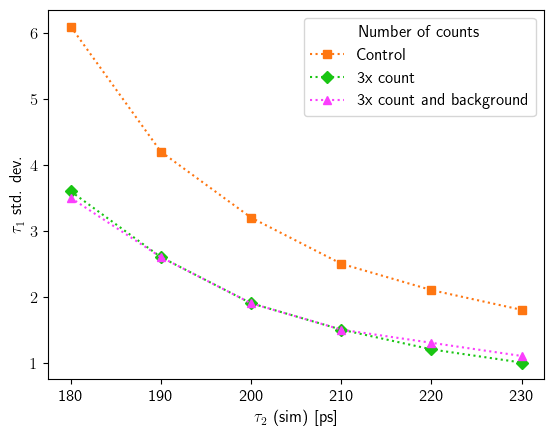 Number of counts
Control
3x count
3x count and background
6
5
4
3
2
1
τ₁ std. dev.
180 190 200 210 220 230
τ₂ (sim) [ps]